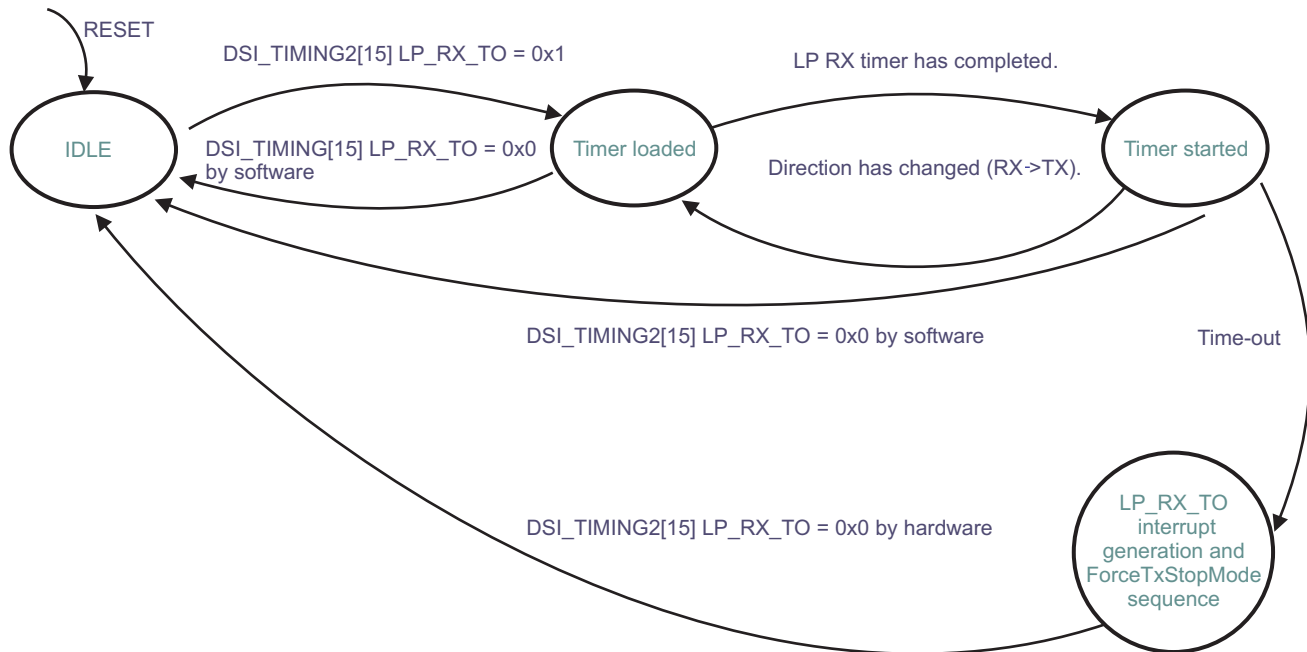 RESET
DSI_TIMING2[15] LP_RX_TO = 0x1
LP RX timer has completed.
IDLE
DSI_TIMING[15] LP_RX_TO = 0x0
by software
Timer loaded
Timer started
Direction has changed (RX->TX).
DSI_TIMING2[15] LP_RX_TO = 0x0 by software
Time-out
DSI_TIMING2[15] LP_RX_TO = 0x0 by hardware
LP_RX_TO
interrupt
generation and
ForceTxStopMode
sequence